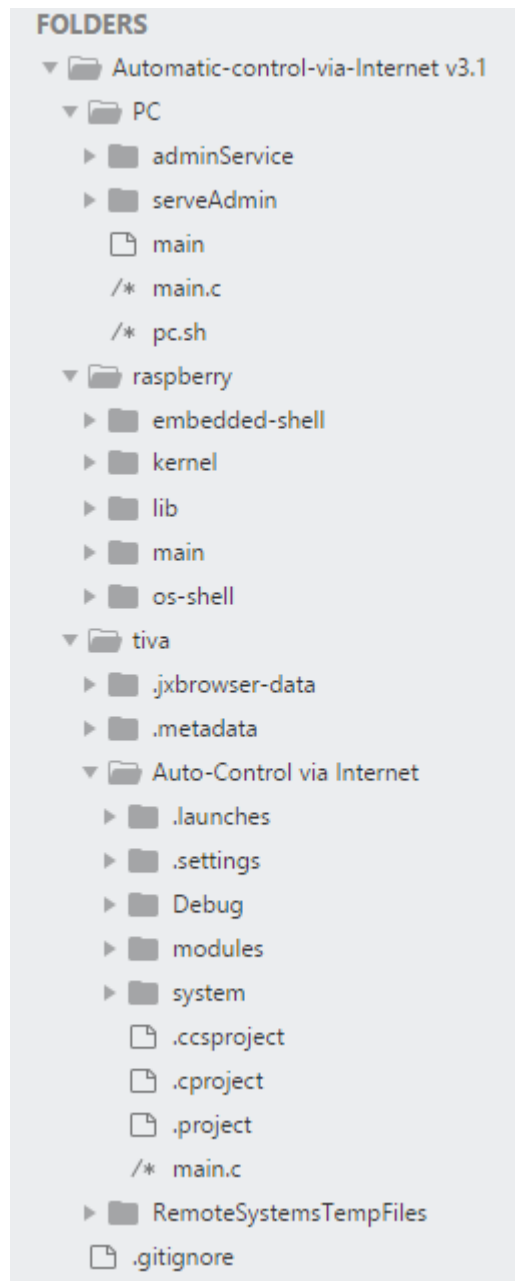 FOLDERS
Automatic-control-via-Internet v3.1
PC
adminService
serveAdmin
main
/* main.c
/* pc.sh
raspberry
embedded-shell
kernel
lib
main
os-shell
tiva
.jxbrowser-data
.metadata
Auto-Control via Internet
.launches
.settings
Debug
modules
system
.ccsproject
.cproject
.project
/* main.c
RemoteSystemsTempFiles
.gitignore